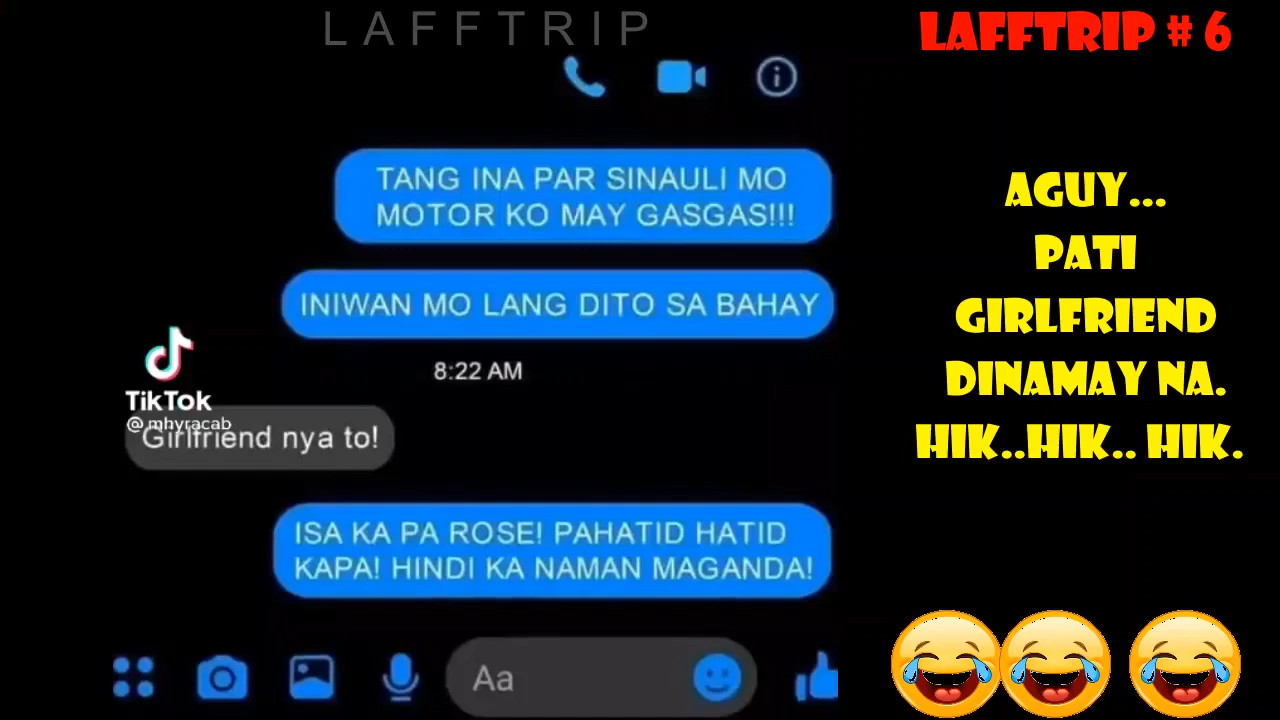 LAFFTRIP
LAFFTRIP # 6
TANG INA PAR SINAULI MO
MOTOR KO MAY GASGAS!!!
INIWAN MO LANG DITO SA BAHAY
8:22 AM
TikTok
@mhyracab
Girlfriend nya to!
ISA KA PA ROSE! PAHATID HATID
KAPA! HINDI KA NAMAN MAGANDA!
Aa
AGUY...
PATI
GIRLFRIEND
DINAMAY NA.
HIK..HIK.. HIK.